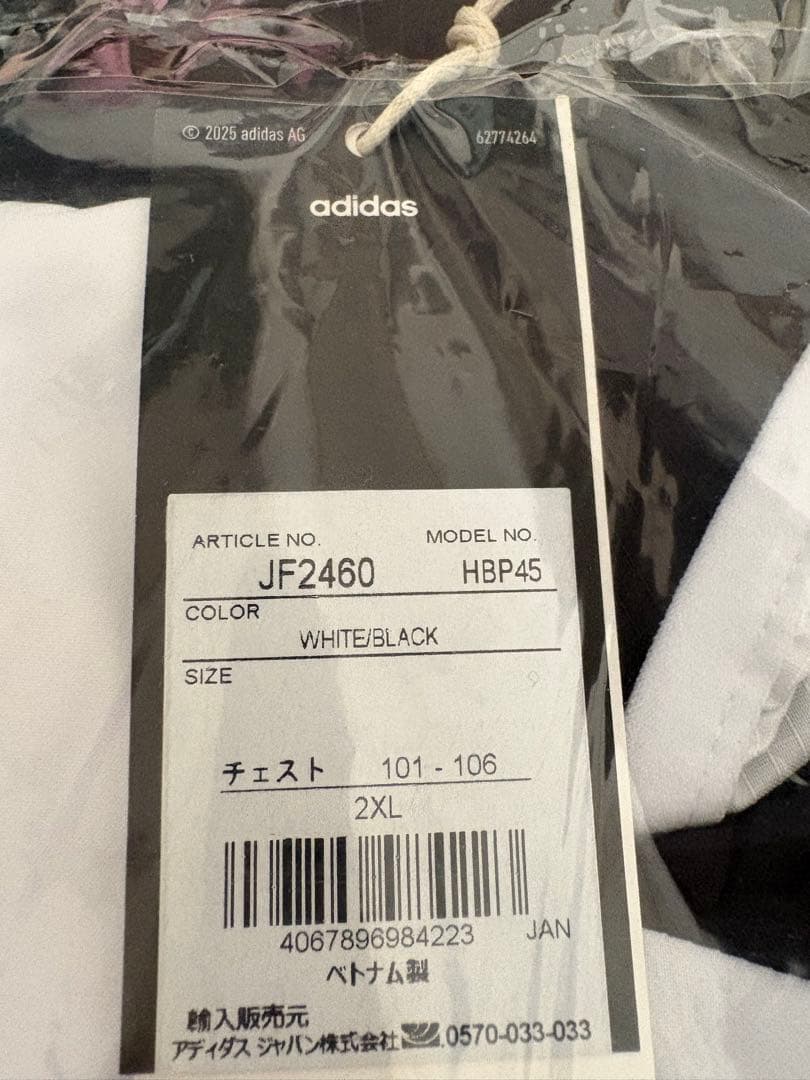 © 2025 adidas AG 62774264
adidas
ARTICLE NO. MODEL NO.
JF2460 HBP45
COLOR
WHITE/BLACK
SIZE
チェスト 101 - 106
2XL
4067896984223 JAN
ベトナム製
輸入販売元
アディダス ジャパン株式会社 .0570-033-033